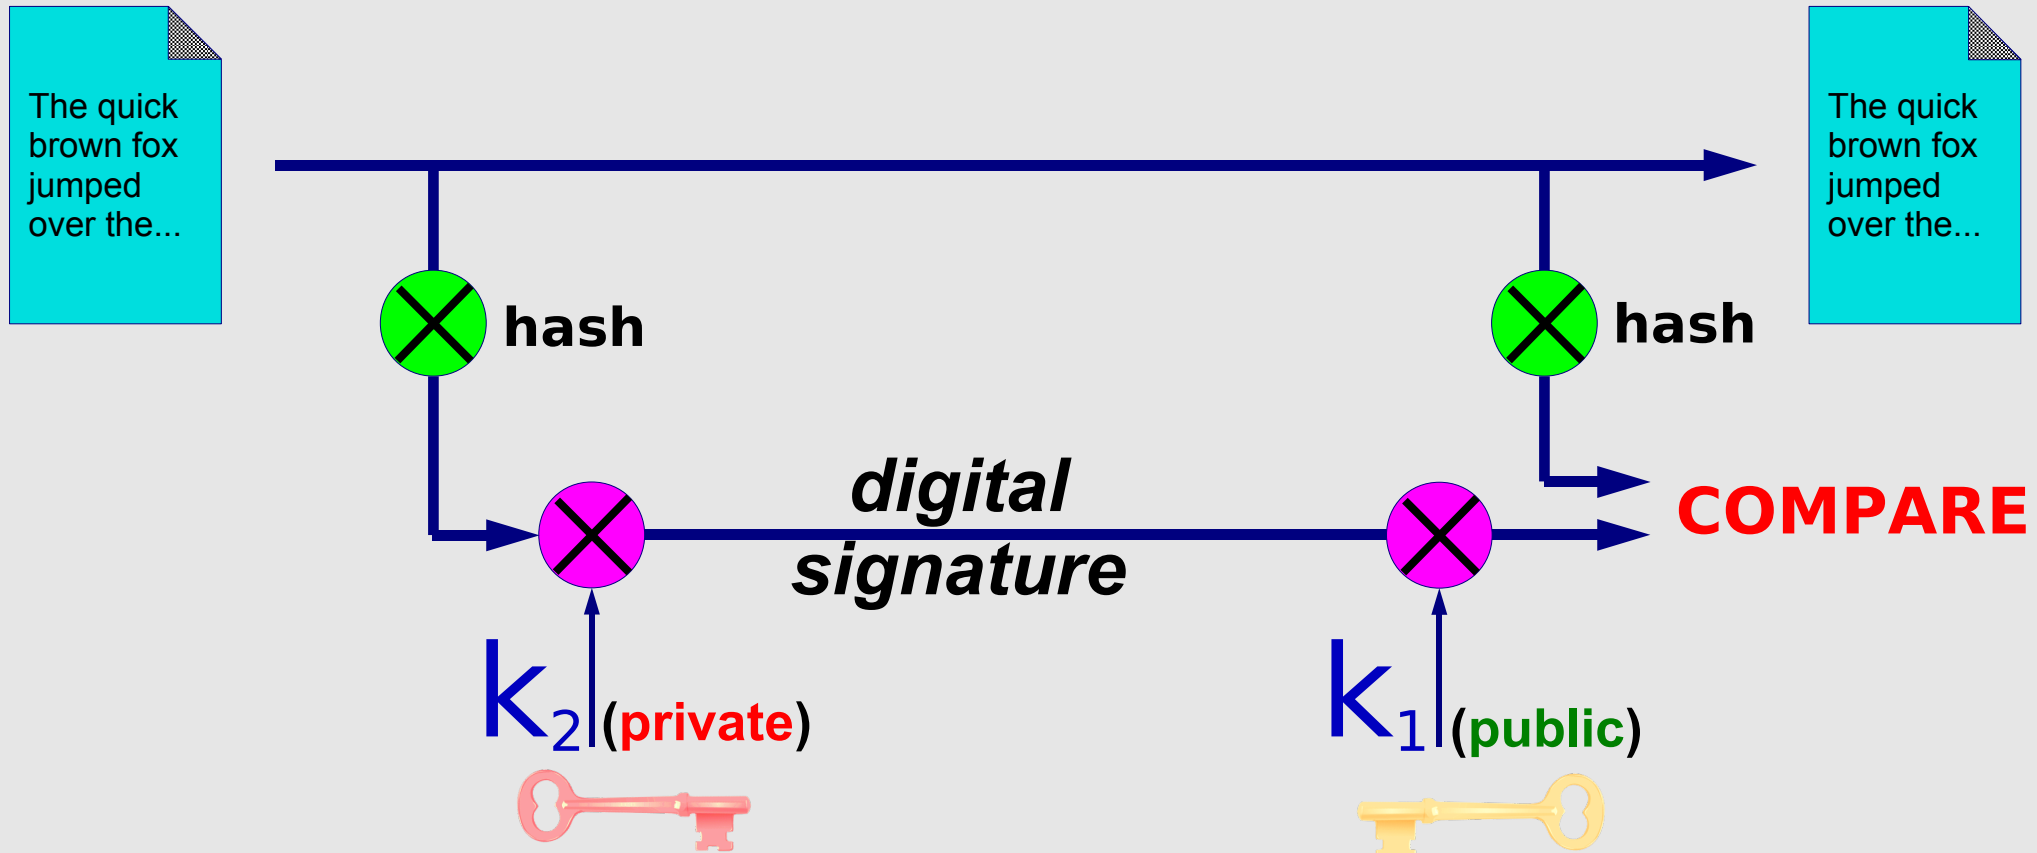 The quick
brown fox
jumped
over the...
The quick
brown fox
jumped
over the...
hash
hash
digital
signature
COMPARE
k2 (private)
k1 (public)